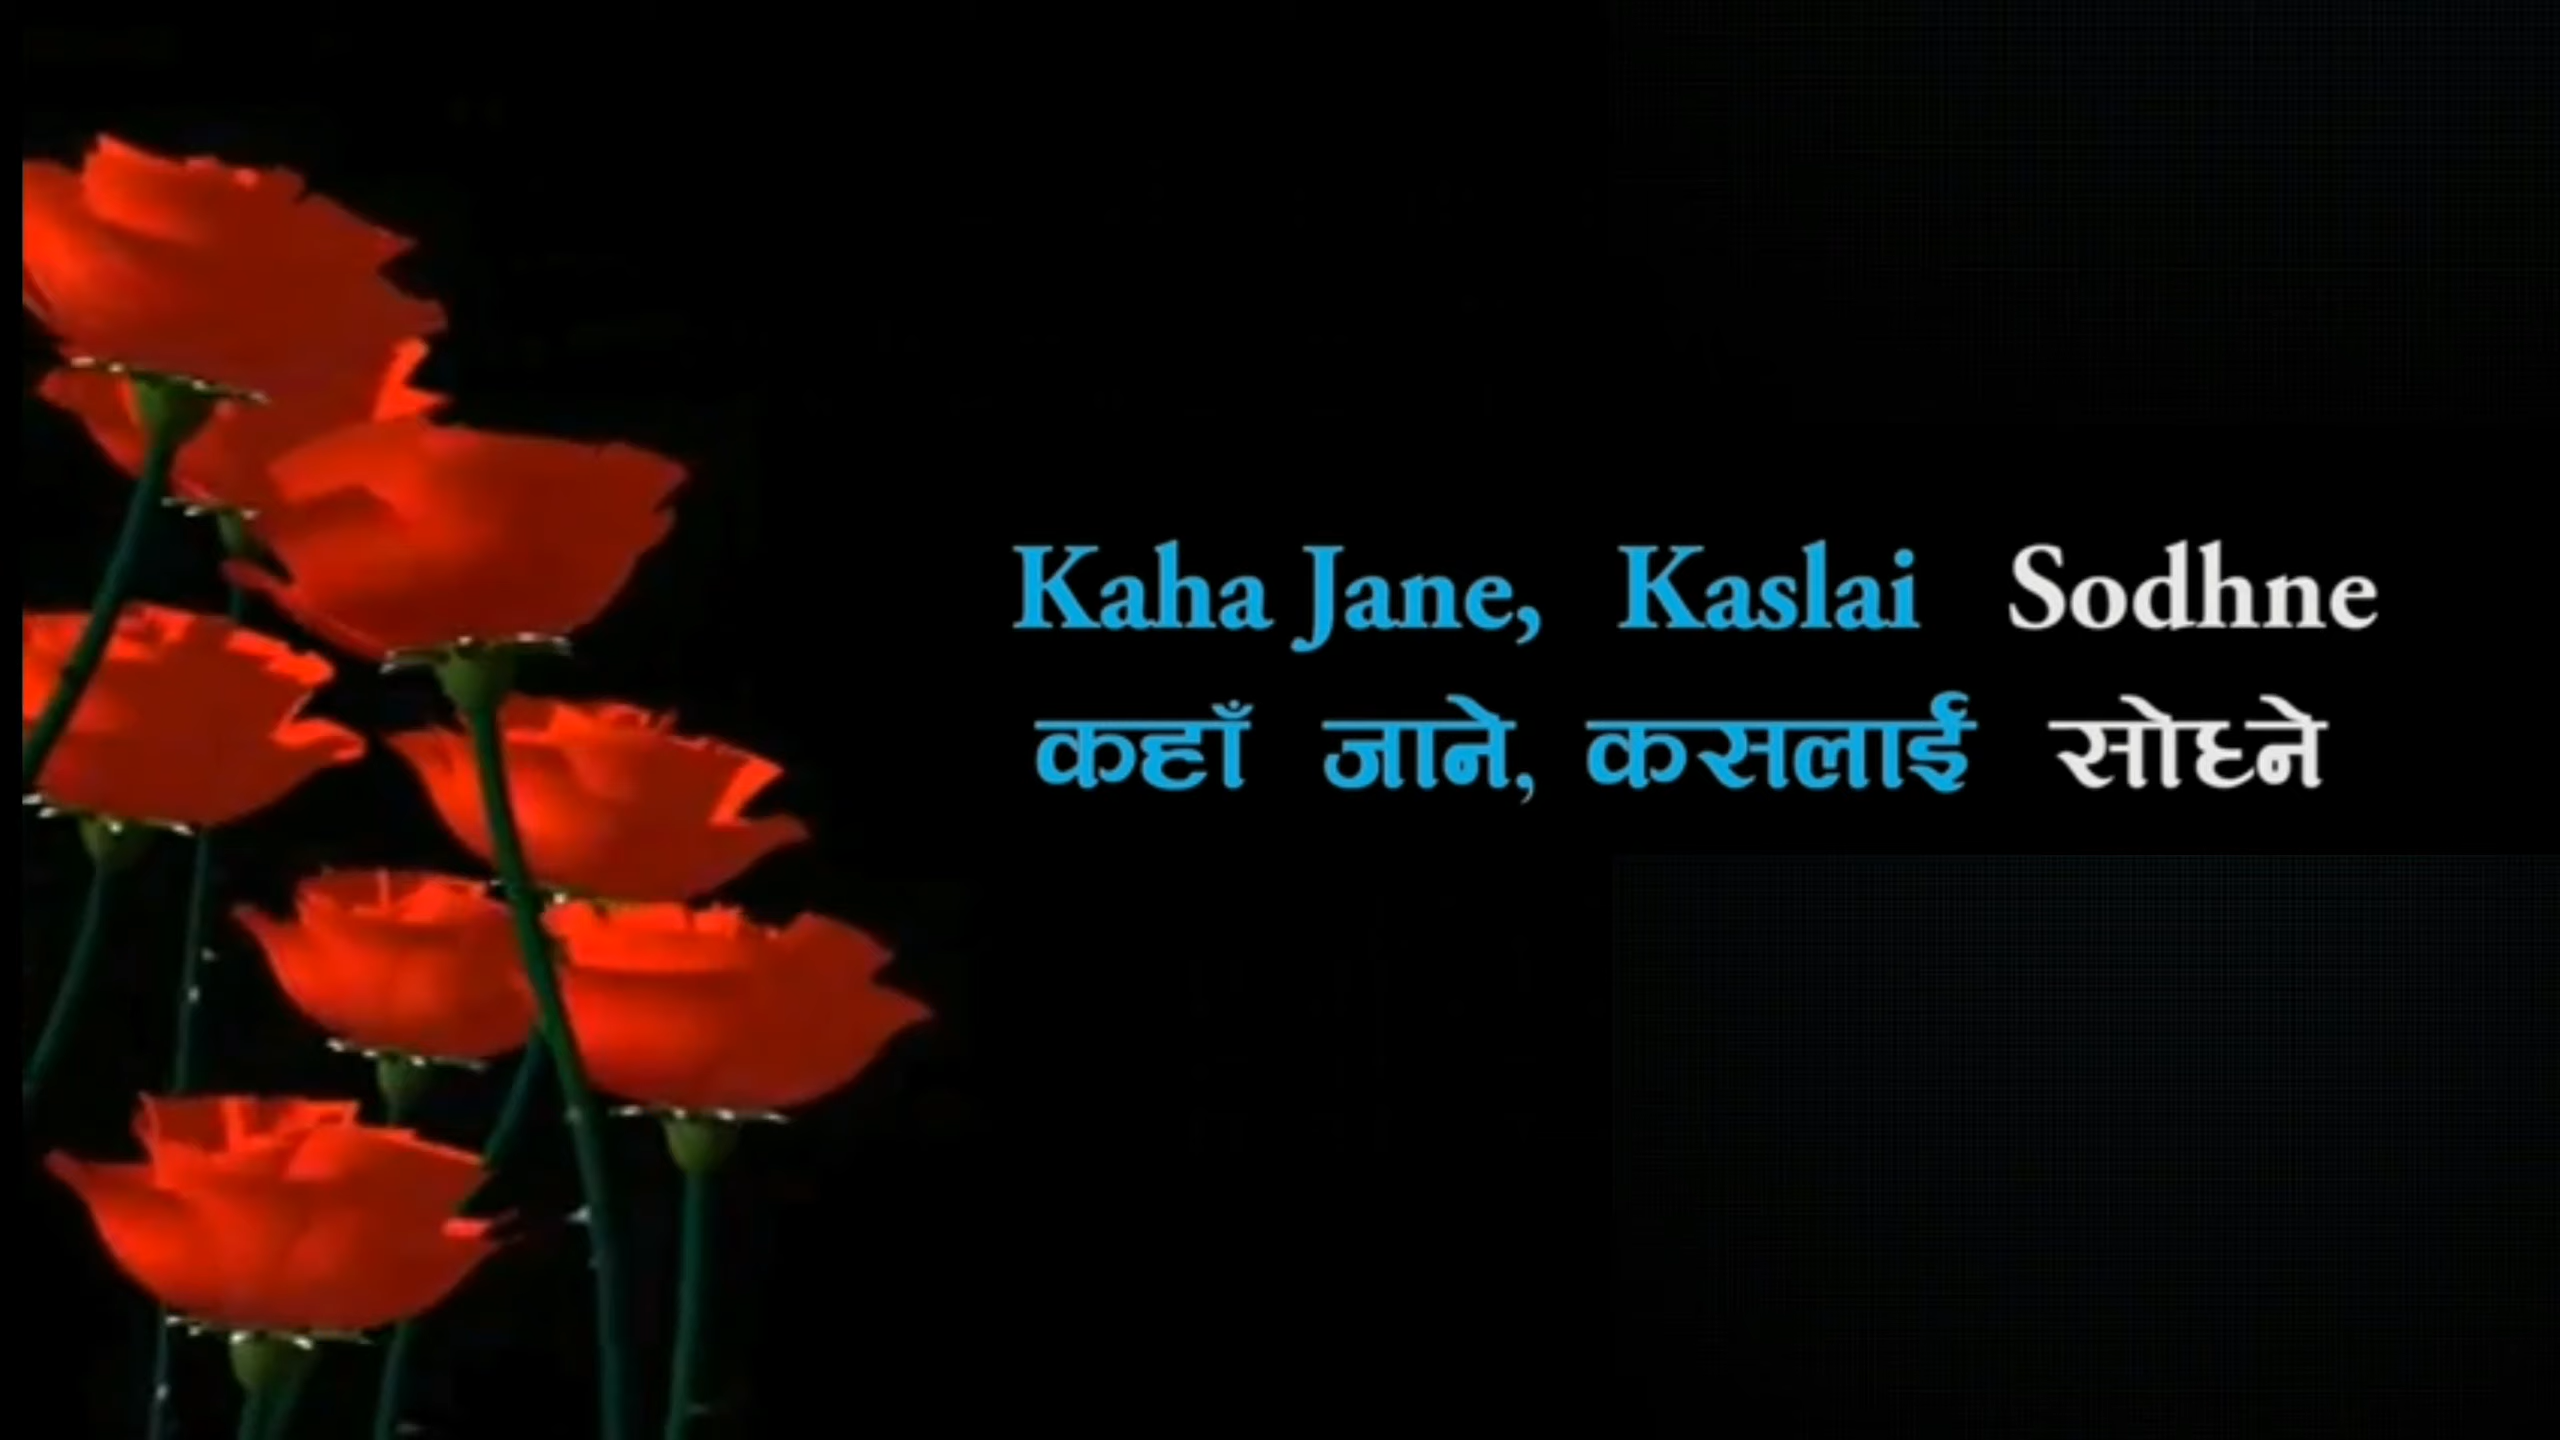 Kaha Jane, Kaslai Sodhne
कहाँ जाने, कसलाई सोध्ने